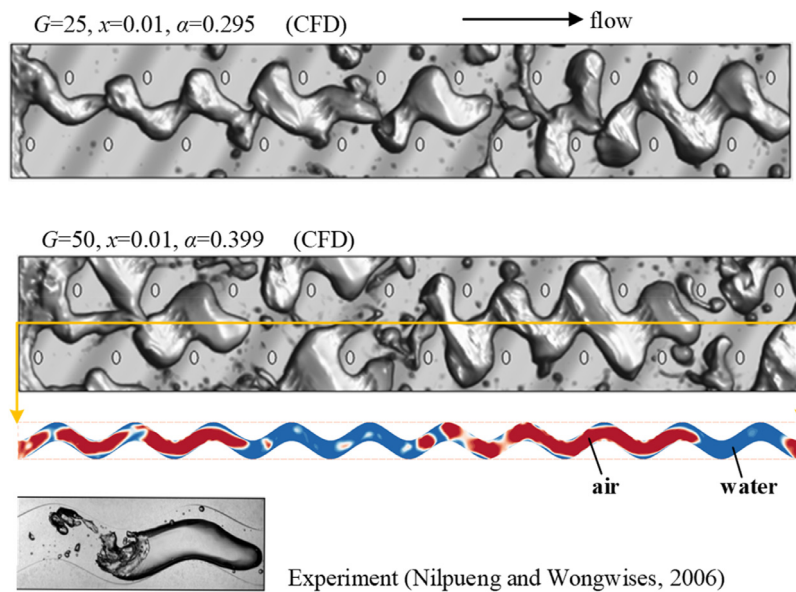 G=25, x=0.01, α=0.295 (CFD)
flow
G=50, x=0.01, α=0.399 (CFD)
air
water
Experiment (Nilpueng and Wongwises, 2006)